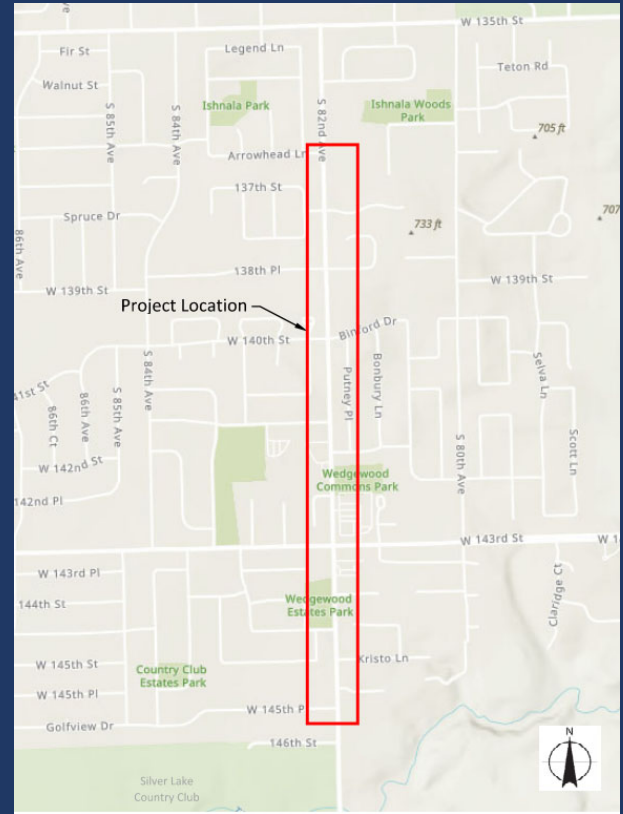 W 135th St
Fir St
Legend Ln
Teton Rd
Walnut St
S 85th Ave
S 84th Ave
Ishnala Park
S 82nd Ave
Ishnala Woods
Park
705 ft
Arrowhead Ln
137th St
Spruce Dr
86th Ave
733 ft
707
138th Pl
W 139th St
W 139th St
Project Location
W 140th St
Binford Dr
S 84th Ave
41st St
86th Ct
86th Ave
S 85th Ave
Putney Pl
Bonbury Ln
Selva Ln
S 80th Ave
Scott Ln
W 142nd St
142nd Pl
Wedgewood
Commons Park
W 143rd St
W 1
W 143rd Pl
144th St
Wedgewood
Estates Park
Claridge Ct
W 145th St
Country Club
Estates Park
Kristo Ln
W 145th Pl
W 145th P
Golfview Dr
146th St
N
Silver Lake
Country Club